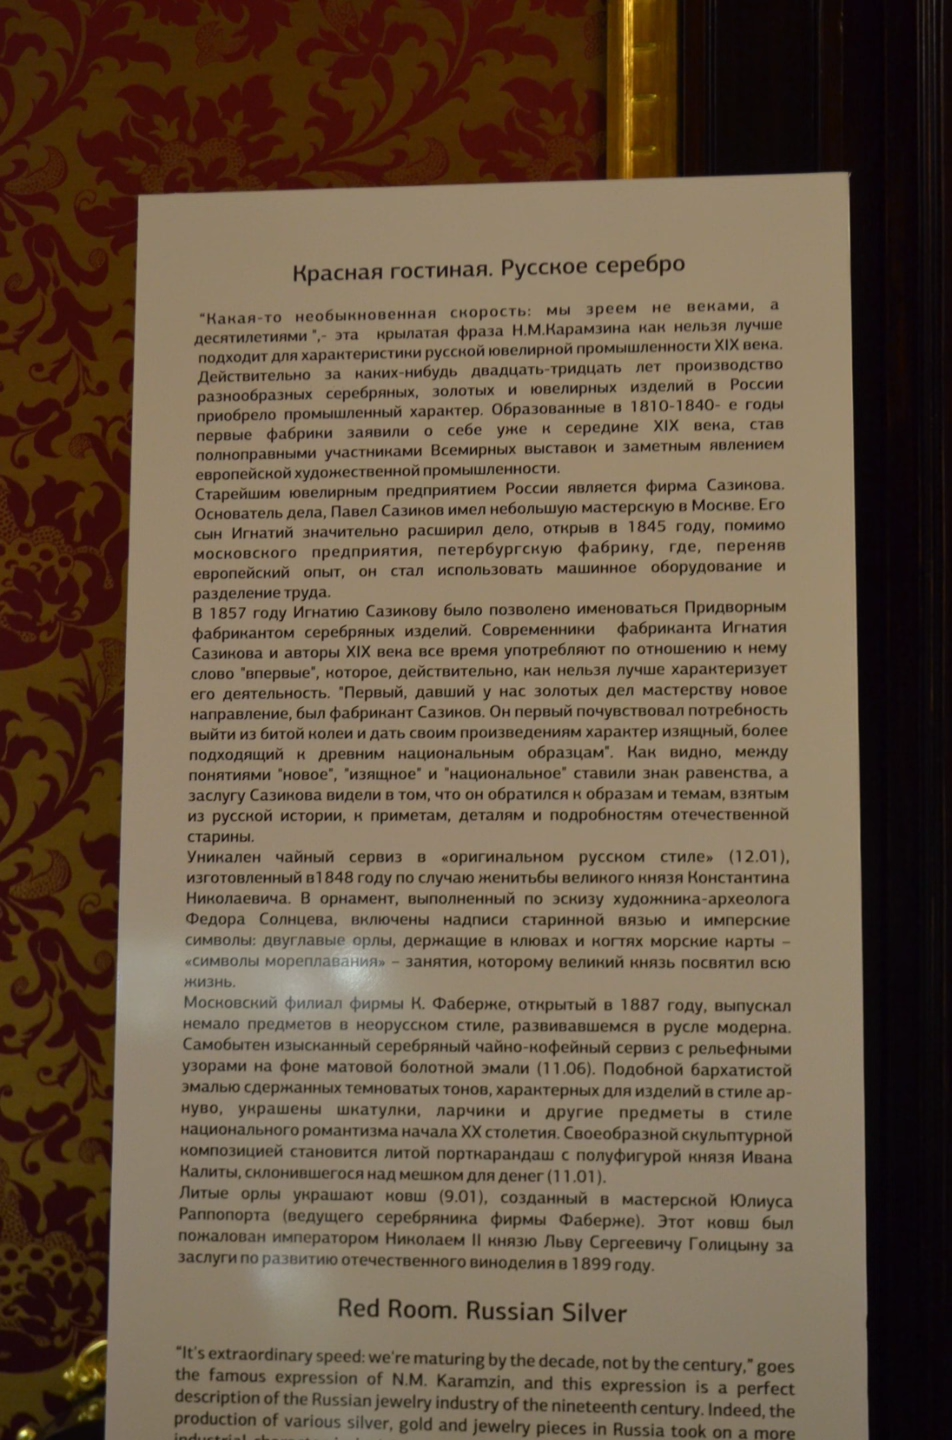 Красная гостиная. Русское серебро
"Какая-то необыкновенная скорость: мы зреем не веками, а
десятилетиями",- эта крылатая фраза Н.М.Карамзина как нельзя лучше
подходит для характеристики русской ювелирной промышленности XIX века.
Действительно за каких-нибудь двадцать-тридцать лет производство
разнообразных серебряных, золотых и ювелирных изделий в России
приобрело промышленный характер. Образованные в 1810-1840- е годы
первые фабрики заявили о себе уже к середине XIX века, став
полноправными участниками Всемирных выставок и заметным явлением
европейской художественной промышленности.
Старейшим ювелирным предприятием России является фирма Сазикова.
Основатель дела, Павел Сазиков имел небольшую мастерскую в Москве. Его
сын Игнатий значительно расширил дело, открыв в 1845 году, помимо
московского предприятия, петербургскую фабрику, где, переняв
европейский опыт, он стал использовать машинное оборудование и
разделение труда.
В 1857 году Игнатию Сазикову было позволено именоваться Придворным
фабрикантом серебряных изделий. Современники фабриканта Игнатия
Сазикова и авторы XIX века все время употребляют по отношению к нему
слово "впервые", которое, действительно, как нельзя лучше характеризует
его деятельность. "Первый, давший у нас золотых дел мастерству новое
направление, был фабрикант Сазиков. Он первый почувствовал потребность
выйти из битой колеи и дать своим произведениям характер изящный, более
подходящий к древним национальным образцам". Как видно, между
понятиями "новое", "изящное" и "национальное" ставили знак равенства, а
заслугу Сазикова видели в том, что он обратился к образам и темам, взятым
из русской истории, к приметам, деталям и подробностям отечественной
старины.
Уникален чайный сервиз в «оригинальном русском стиле» (12.01),
изготовленный в1848 году по случаю женитьбы великого князя Константина
Николаевича. В орнамент, выполненный по эскизу художника-археолога
Федора Солнцева, включены надписи старинной вязью и имперские
символы: двуглавые орлы, держащие в клювах и когтях морские карты –
«символы мореплавания» – занятия, которому великий князь посвятил всю
жизнь.
Московский филиал фирмы К. Фаберже, открытый в 1887 году, выпускал
немало предметов в неорусском стиле, развивавшемся в русле модерна.
Самобытен изысканный серебряный чайно-кофейный сервиз с рельефными
узорами на фоне матовой болотной эмали (11.06). Подобной бархатистой
эмалью сдержанных темноватых тонов, характерных для изделий в стиле ар-
нуво, украшены шкатулки, ларчики и другие предметы в стиле
национального романтизма начала XX столетия. Своеобразной скульптурной
композицией становится литой порткарандаш с полуфигурой князя Ивана
Калиты, склонившегося над мешком для денег (11.01).
Литые орлы украшают ковш (9.01), созданный в мастерской Юлиуса
Раппопорта (ведущего серебряника фирмы Фаберже). Этот ковш был
пожалован императором Николаем II князю Льву Сергеевичу Голицыну за
заслуги по развитию отечественного виноделия в 1899 году.
Red Room. Russian Silver
"It's extraordinary speed: we're maturing by the decade, not by the century," goes
the famous expression of N.M. Karamzin, and this expression is a perfect
description of the Russian jewelry industry of the nineteenth century. Indeed, the
production of various silver, gold and jewelry pieces in Russia took on a more